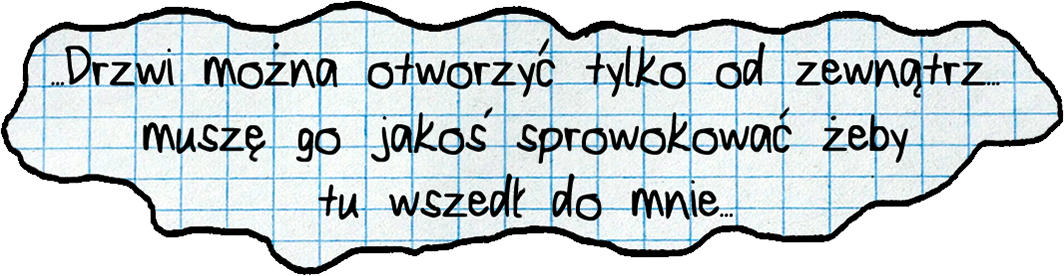 ...Drzwi można otworzyć tylko od zewnątrz...
muszę go jakoś sprowokować żeby
tu wszedł do mnie...